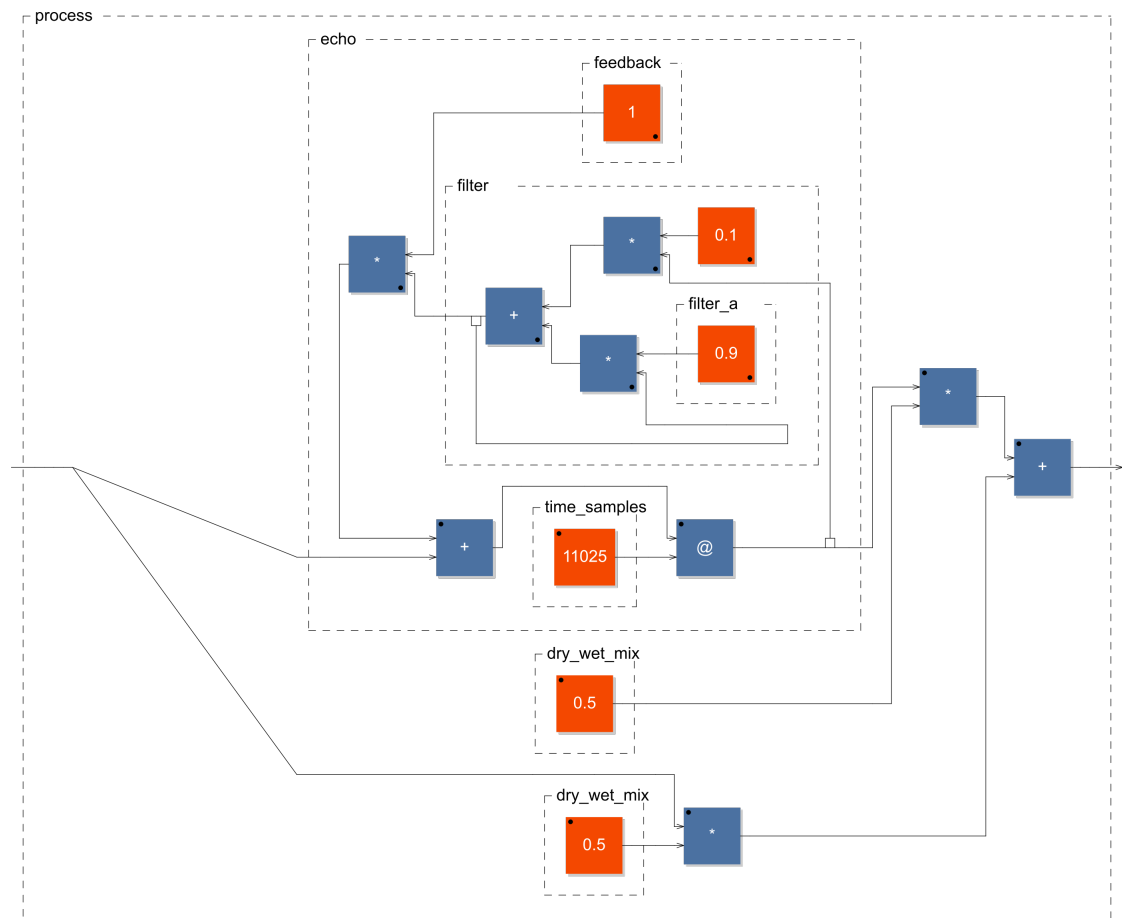 process
echo
feedback
1
filter
*
0.1
*
filter_a
+
*
0.9
*
+
time_samples
+
11025
@
dry_wet_mix
0.5
dry_wet_mix
*
0.5